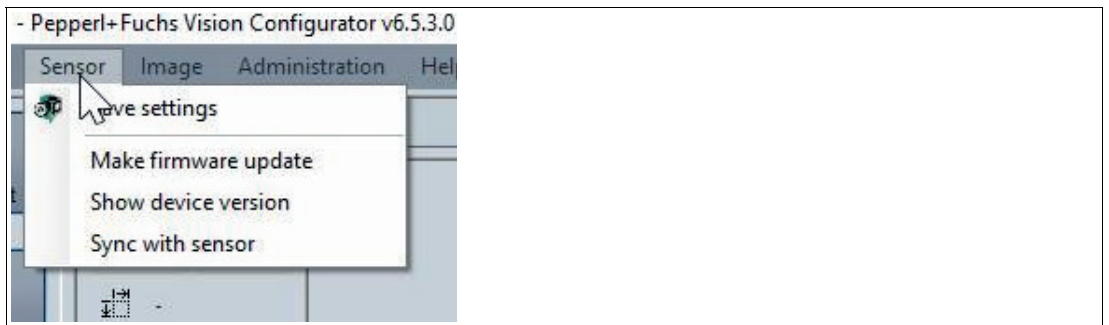 - Pepperl+Fuchs Vision Configurator v6.5.3.0
Sensor Image Administration Hel
ave settings
Make firmware update
Show device version
Sync with sensor
-